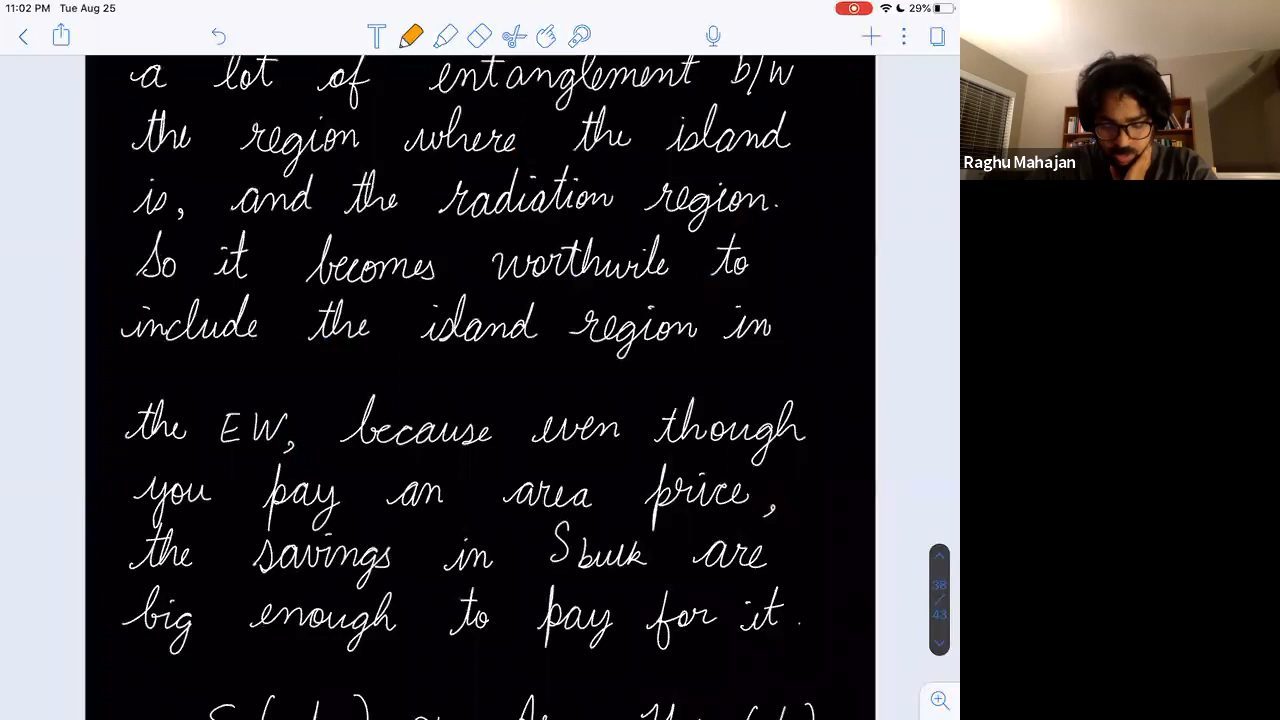 11:02 PM Tue Aug 25
29%
a lot of entanglement b/w
the region where the island
is, and the radiation region.
So it becomes worthwile to
include the island region in
the EW, because even though
you pay an area price,
the savings in Sbulk are
big enough to pay for it.
38
43
Raghu Mahajan